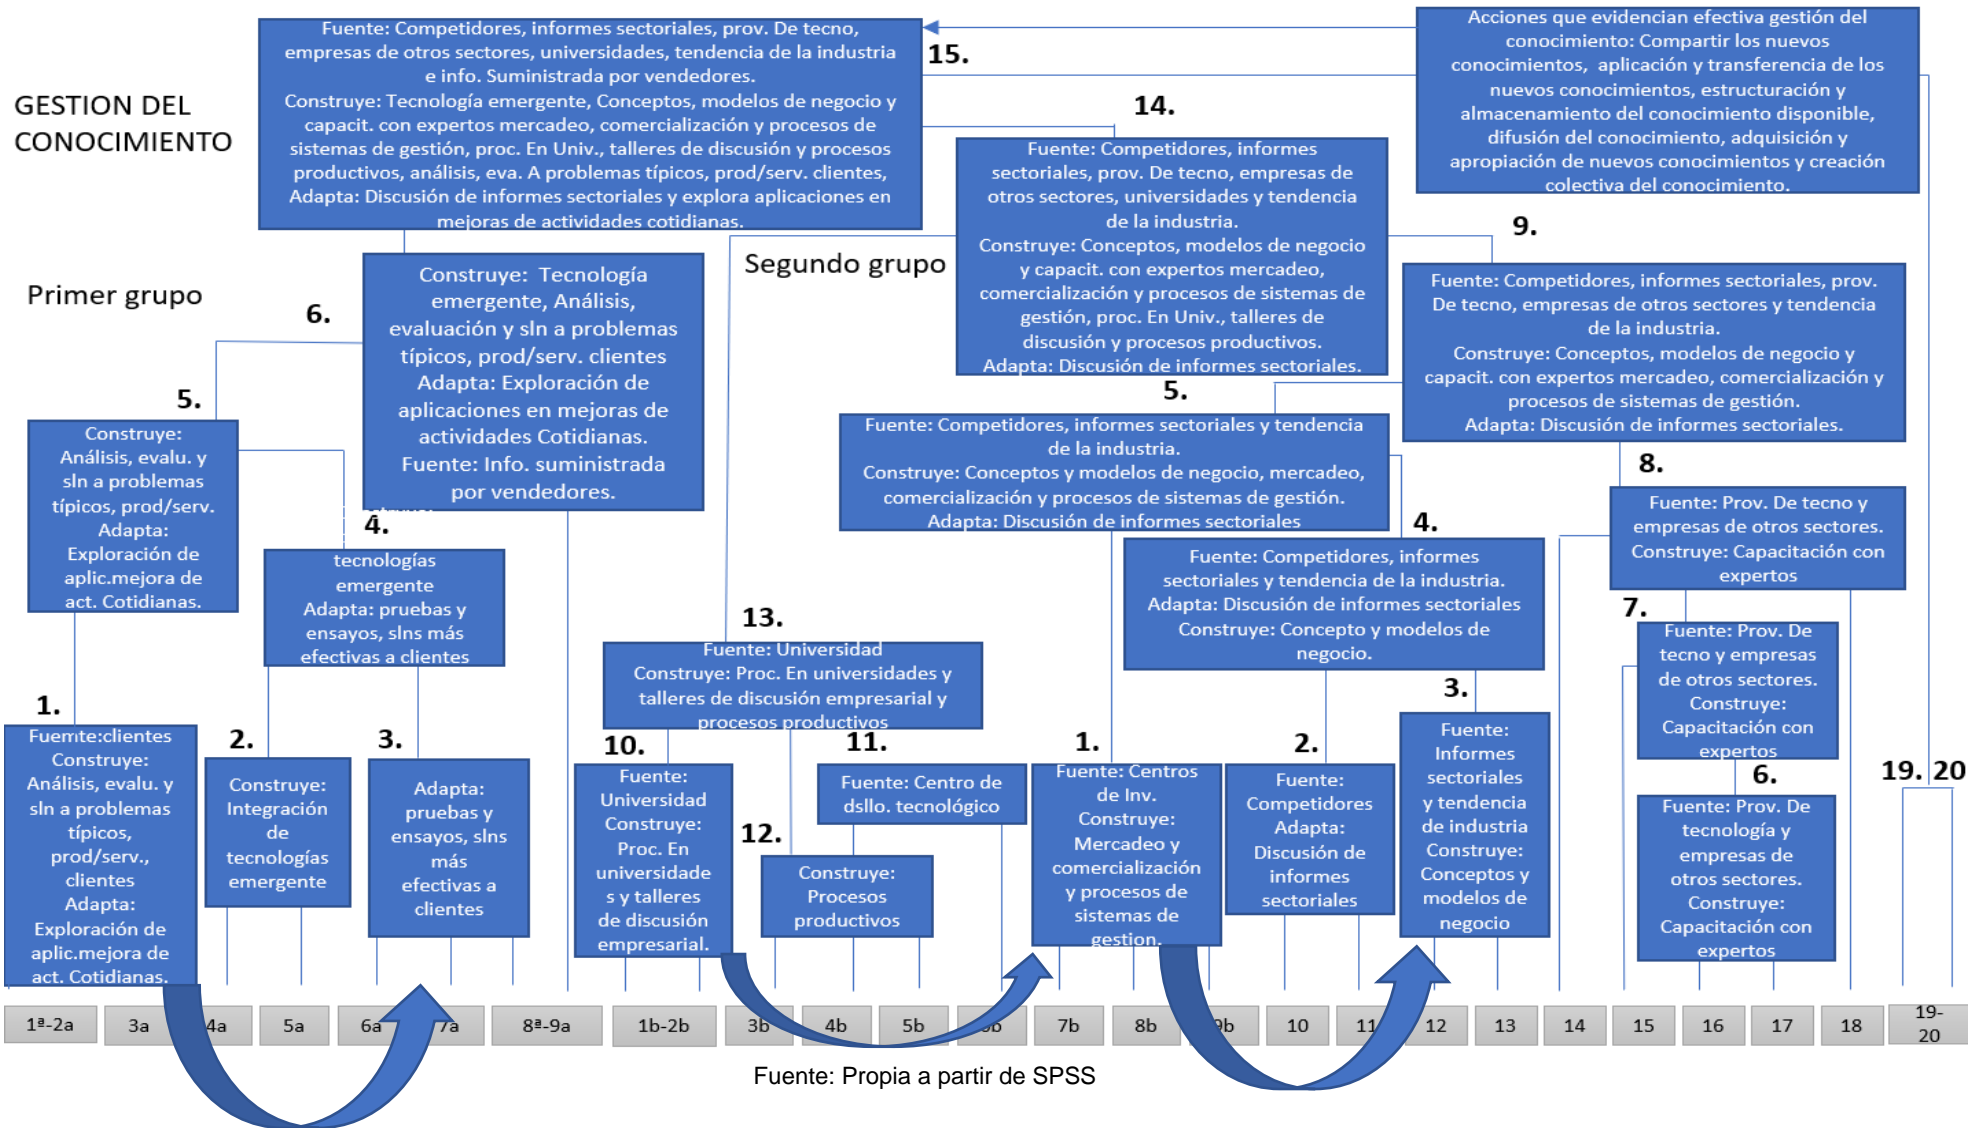 Fuente: Competidores, informes sectoriales, prov. De tecno,
empresas de otros sectores, universidades, tendencia de la industria
e info. Suministrada por vendedores.
Construye: Tecnología emergente, Conceptos, modelos de negocio y
capacit. con expertos mercadeo, comercialización y procesos de
sistemas de gestión, proc. En Univ., talleres de discusión y procesos
productivos, análisis, eva. A problemas típicos, prod/serv. clientes,
Adapta: Discusión de informes sectoriales y explora aplicaciones en
mejoras de actividades cotidianas.
15.
Acciones que evidencian efectiva gestión del
conocimiento: Compartir los nuevos
conocimientos, aplicación y transferencia de los
nuevos conocimientos, estructuración y
almacenamiento del conocimiento disponible,
difusión del conocimiento, adquisición y
apropiación de nuevos conocimientos y creación
colectiva del conocimiento.
GESTION DEL
CONOCIMIENTO
14.
Fuente: Competidores, informes
sectoriales, prov. De tecno, empresas de
otros sectores, universidades y tendencia
de la industria.
Construye: Conceptos, modelos de negocio
y capacit. con expertos mercadeo,
comercialización y procesos de sistemas de
gestión, proc. En Univ., talleres de
discusión y procesos productivos.
Adapta: Discusión de informes sectoriales.
9.
Segundo grupo
Primer grupo
6.
Construye: Tecnología
emergente, Análisis,
evaluación y sln a problemas
típicos, prod/serv. clientes
Adapta: Exploración de
aplicaciones en mejoras de
actividades Cotidianas.
Fuente: Info. suministrada
por vendedores.
Fuente: Competidores, informes sectoriales, prov.
De tecno, empresas de otros sectores y tendencia
de la industria.
Construye: Conceptos, modelos de negocio y
capacit. con expertos mercadeo, comercialización y
procesos de sistemas de gestión.
Adapta: Discusión de informes sectoriales.
5.
Construye:
Análisis, evalu. y
sln a problemas
típicos, prod/serv.
Adapta:
Exploración de
aplic.mejora de
act. Cotidianas.
5.
Fuente: Competidores, informes sectoriales y tendencia
de la industria.
Construye: Conceptos y modelos de negocio, mercadeo,
comercialización y procesos de sistemas de gestión.
Adapta: Discusión de informes sectoriales
8.
Fuente: Prov. De tecno y
empresas de otros sectores.
Construye: Capacitación con
expertos
4.
tecnologías
emergente
Adapta: pruebas y
ensayos, slns más
efectivas a clientes
4.
Fuente: Competidores, informes
sectoriales y tendencia de la industria.
Adapta: Discusión de informes sectoriales
Construye: Concepto y modelos de
negocio.
13.
Fuente: Universidad
Construye: Proc. En universidades y
talleres de discusión empresarial y
procesos productivos
7.
Fuente: Prov. De
tecno y empresas
de otros sectores.
Construye:
Capacitación con
expertos
1.
Fuemte:clientes
Construye:
Análisis, evalu. y
sln a problemas
típicos,
prod/serv.,
clientes
Adapta:
Exploración de
aplic.mejora de
act. Cotidianas.
2.
Construye:
Integración
de
tecnologías
emergente
3.
Adapta:
pruebas y
ensayos, slns
más
efectivas a
clientes
10.
Fuente:
Universidad
Construye:
Proc. En
universidade
s y talleres
de discusión
empresarial.
11.
Fuente: Centro de
dsllo. tecnológico
12.
Construye:
Procesos
productivos
1.
Fuente: Centros
de Inv.
Construye:
Mercadeo y
comercialización
y procesos de
sistemas de
gestion.
2.
Fuente:
Competidores
Adapta:
Discusión de
informes
sectoriales
3.
Fuente:
Informes
sectoriales
y tendencia
de industria
Construye:
Conceptos y
modelos de
negocio
6.
Fuente: Prov. De
tecnología y
empresas de
otros sectores.
Construye:
Capacitación con
expertos
19. 20
1ª-2a 3a 4a 5a 6a 7a 8ª-9a 1b-2b 3b 4b 5b 6b 7b 8b 9b 10 11 12 13 14 15 16 17 18 19-
20
Fuente: Propia a partir de SPSS